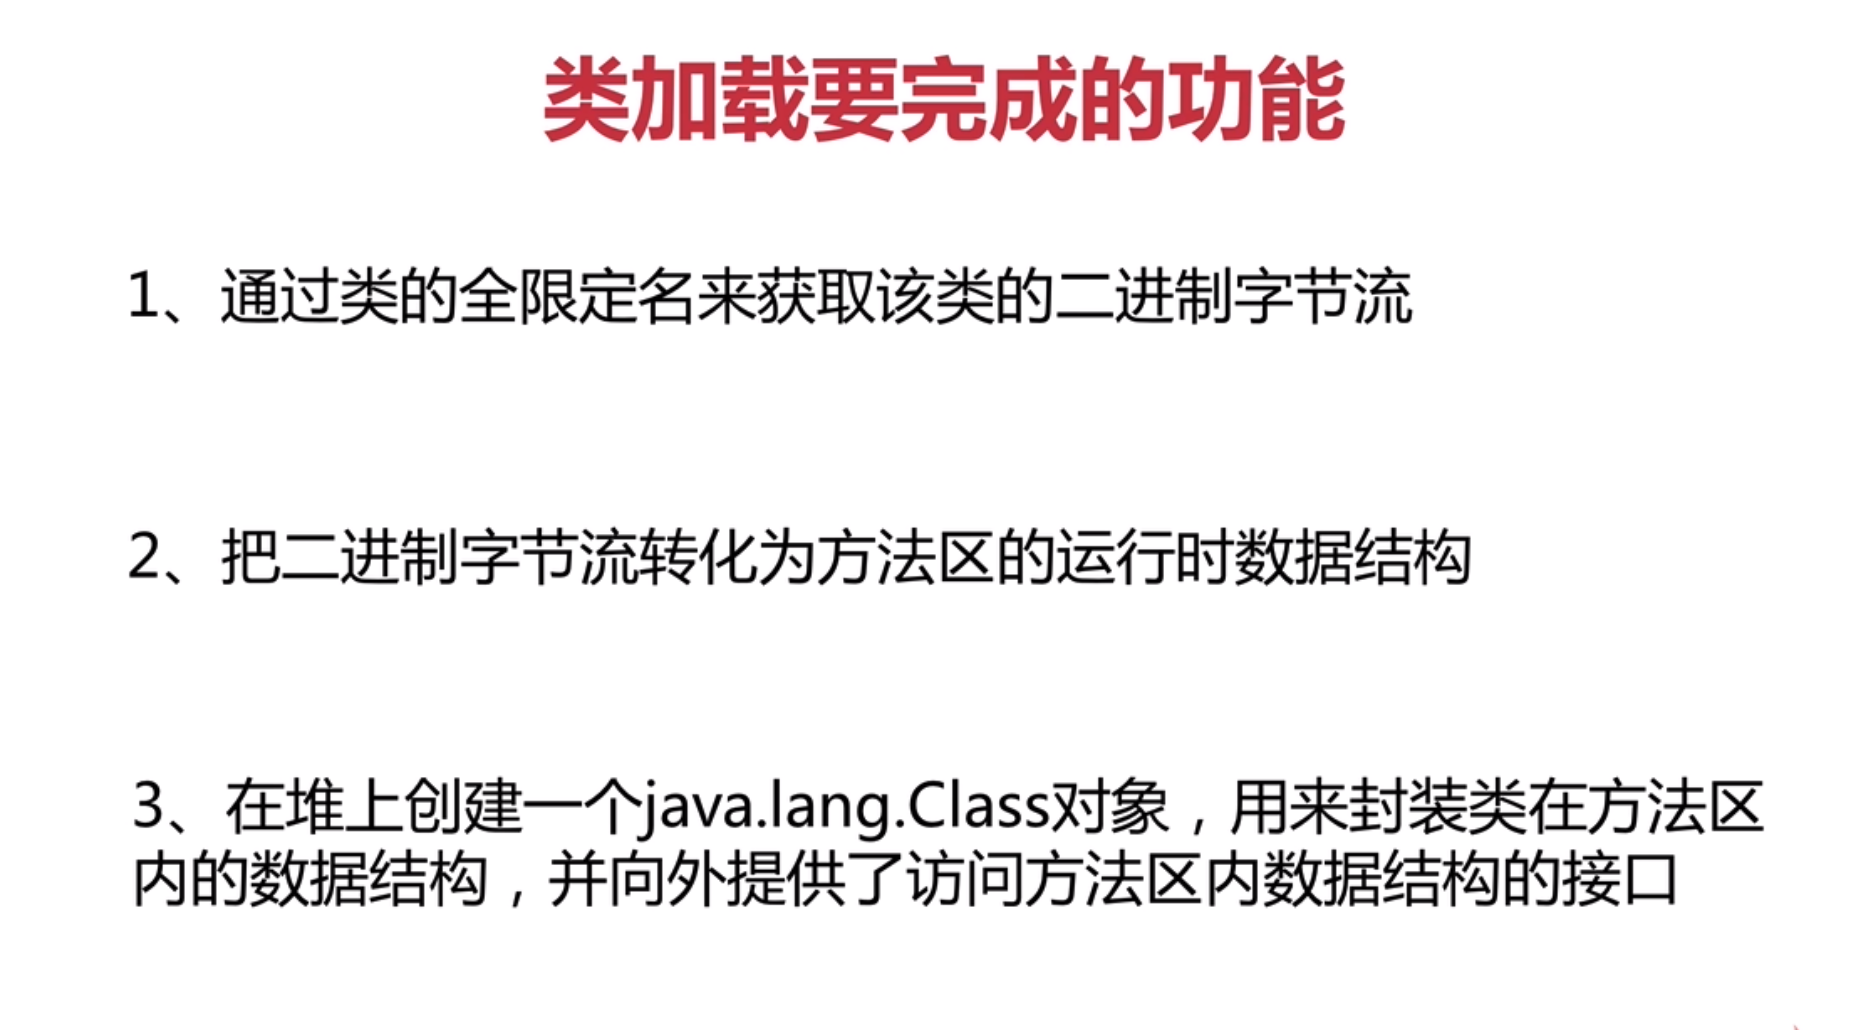 类加载要完成的功能
1、通过类的全限定名来获取该类的二进制字节流
2、把二进制字节流转化为方法区的运行时数据结构
3、在堆上创建一个java.lang.Class对象，用来封装类在方法区
内的数据结构，并向外提供了访问方法区内数据结构的接口